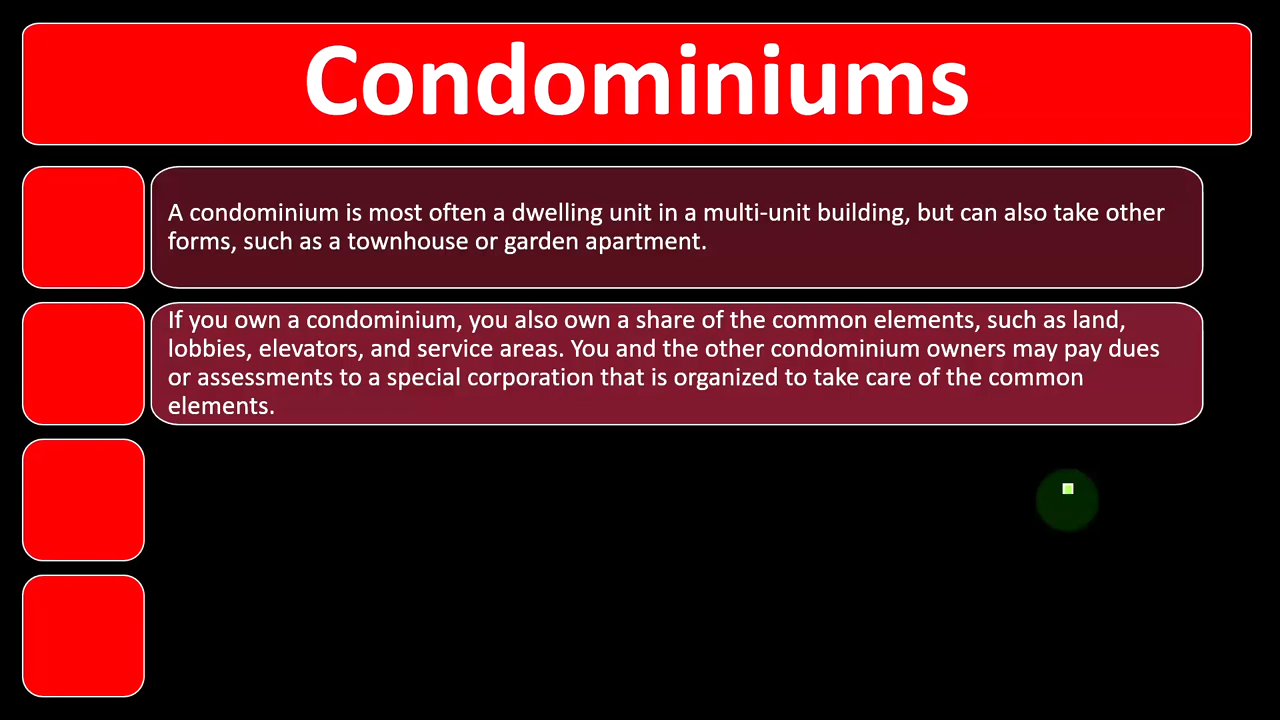 Condominiums
A condominium is most often a dwelling unit in a multi-unit building, but can also take other
forms, such as a townhouse or garden apartment.
If you own a condominium, you also own a share of the common elements, such as land,
lobbies, elevators, and service areas. You and the other condominium owners may pay dues
or assessments to a special corporation that is organized to take care of the common
elements.